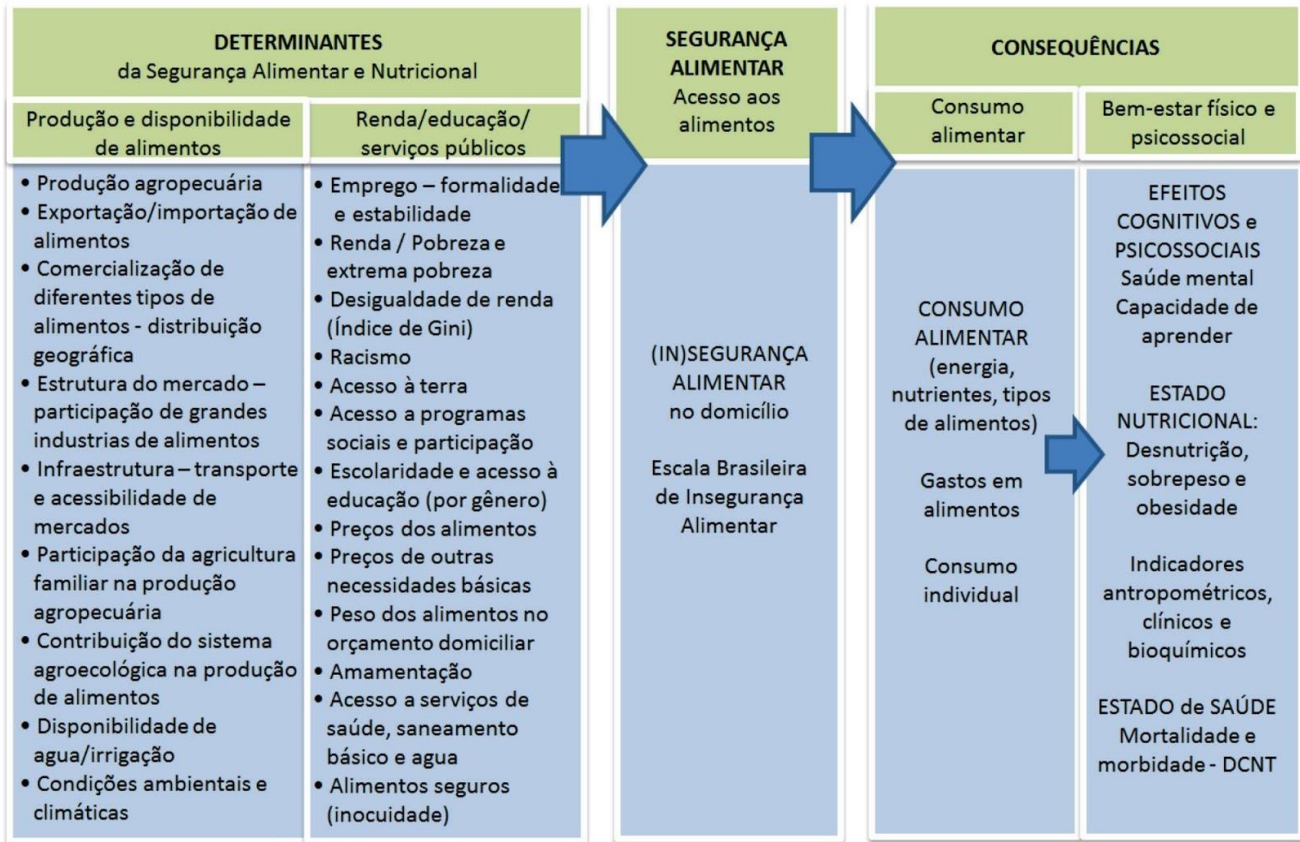 DETERMINANTES
da Segurança Alimentar e Nutricional
Produção e disponibilidade
de alimentos
• Produção agropecuária
• Exportação/importação de
alimentos
• Comercialização de
diferentes tipos de
alimentos - distribuição
geográfica
• Estrutura do mercado –
participação de grandes
industrias de alimentos
• Infraestrutura – transporte
e acessibilidade de
mercados
• Participação da agricultura
familiar na produção
agropecuária
• Contribuição do sistema
agroecológica na produção
de alimentos
• Disponibilidade de
agua/irrigação
• Condições ambientais e
climáticas
Renda/educação/
serviços públicos
• Emprego – formalidade
e estabilidade
• Renda / Pobreza e
extrema pobreza
• Desigualdade de renda
(Índice de Gini)
• Racismo
• Acesso à terra
• Acesso a programas
sociais e participação
• Escolaridade e acesso à
educação (por gênero)
• Preços dos alimentos
• Preços de outras
necessidades básicas
• Peso dos alimentos no
orçamento domiciliar
• Amamentação
• Acesso a serviços de
saúde, saneamento
básico e agua
• Alimentos seguros
(inocuidade)
SEGURANÇA
ALIMENTAR
Acesso aos
alimentos
(IN)SEGURANÇA
ALIMENTAR
no domicílio
Escala Brasileira
de Insegurança
Alimentar
CONSEQUÊNCIAS
Consumo
alimentar
CONSUMO
ALIMENTAR
(energia,
nutrientes, tipos
de alimentos)
Gastos em
alimentos
Consumo
individual
Bem-estar físico e
psicossocial
EFEITOS
COGNITIVOS e
PSICOSSOCIAIS
Saúde mental
Capacidade de
aprender
ESTADO
NUTRICIONAL:
Desnutrição,
sobrepeso e
obesidade
Indicadores
antropométricos,
clínicos e
bioquímicos
ESTADO de SAÚDE
Mortalidade e
morbidade - DCNT